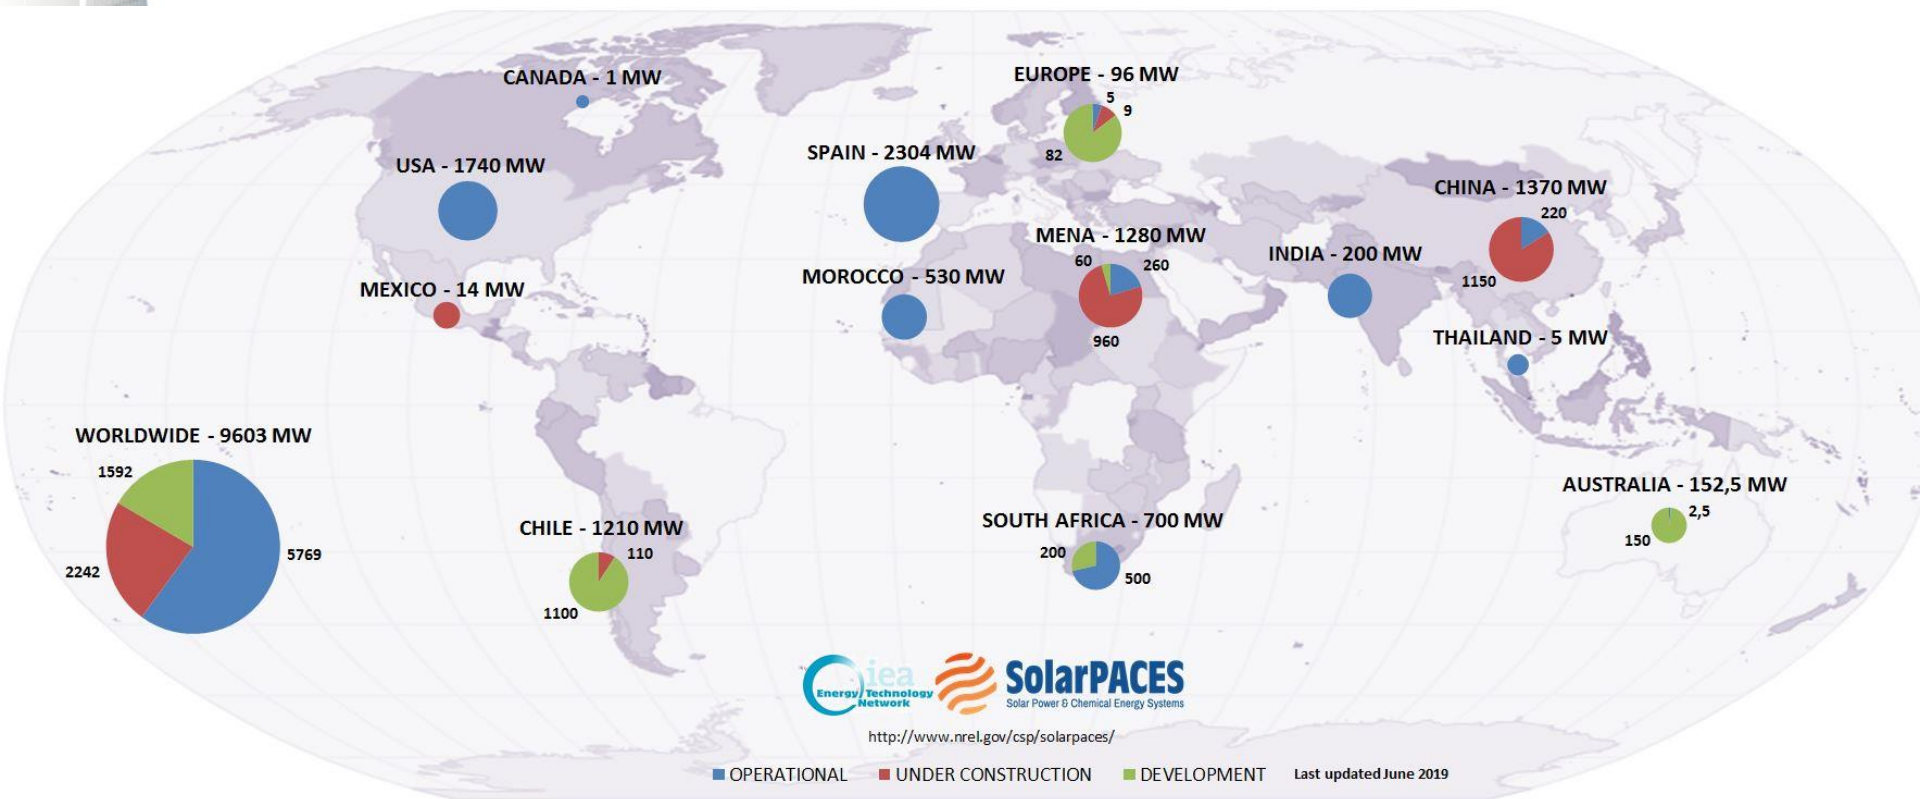 CANADA - 1 MW
EUROPE - 96 MW
5
9
82
USA - 1740 MW
SPAIN - 2304 MW
CHINA - 1370 MW
220
1150
MENA - 1280 MW
60
260
960
INDIA - 200 MW
MEXICO - 14 MW
MOROCCO - 530 MW
THAILAND - 5 MW
WORLDWIDE - 9603 MW
1592
5769
2242
CHILE - 1210 MW
110
1100
SOUTH AFRICA - 700 MW
200
500
AUSTRALIA - 152,5 MW
2,5
150
iea
Energy Technology
Network
SolarPACES
Solar Power & Chemical Energy Systems
http://www.nrel.gov/csp/solarpaces/
OPERATIONAL UNDER CONSTRUCTION DEVELOPMENT Last updated June 2019